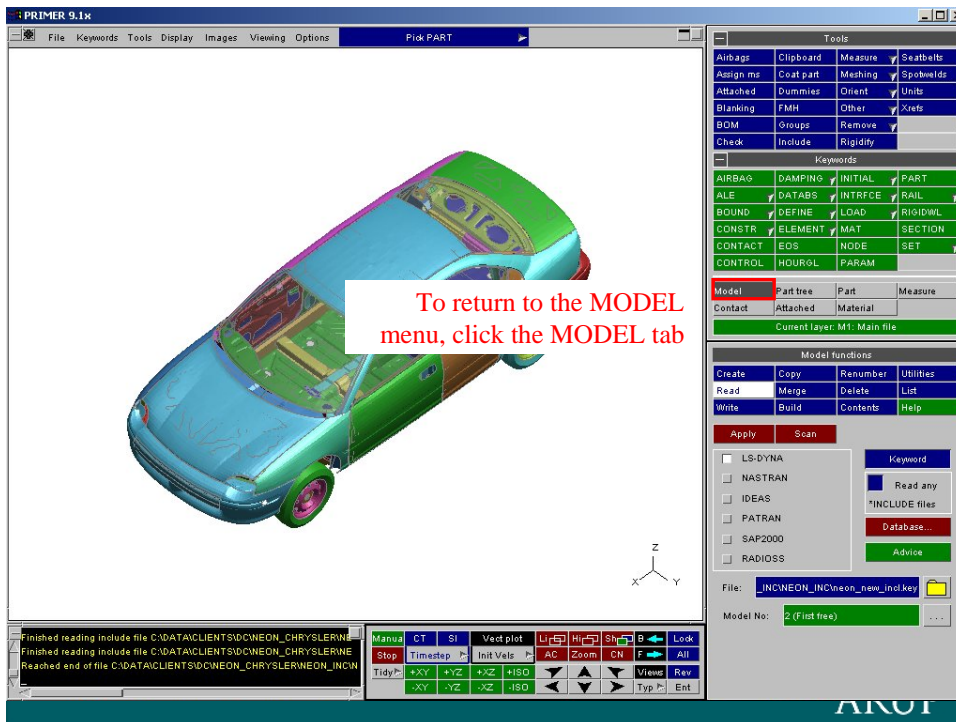 PRIMER 9.1x
File Keywords Tools Display Images Viewing Options Pick PART
Tools
Airbags Clipboard Measure Seatbelts
Assign ms Coat part Meshing Spotwelds
Attached Dummies Orient Units
Blanking FMH Other Xrefs
BOM Groups Remove
Check Include Rigidify
Keywords
AIRBAG DAMPING INITIAL PART
ALE DATABS INTRFCE RAIL
BOUND DEFINE LOAD RIGIDWL
CONSTR ELEMENT MAT SECTION
CONTACT EOS NODE SET
CONTROL HOURGL PARAM
Model Part tree Part Measure
Contact Attached Material
Current layer: M1: Main file
To return to the MODEL
menu, click the MODEL tab
Model functions
Create Copy Renumber Utilities
Read Merge Delete List
Write Build Contents Help
Apply Scan
LS-DYNA Keyword
NASTRAN Read any
IDEAS *INCLUDE files
PATRAN Database...
SAP2000
RADIOSS Advice
File: _INC\NEON_INC\neon_new_incl.key
Model No: 2 (First free) ...
Z
X Y
Finished reading include file C:\DATA\CLIENTS\DC\NEON_CHRYSLER\NE
Finished reading include file C:\DATA\CLIENTS\DC\NEON_CHRYSLER\NE
Reached end of file C:\DATA\CLIENTS\DC\NEON_CHRYSLER\NEON_INC\N
Manua CT SI Vect plot Li Hi Sh B Lock
Stop Timestep Init Vels AC Zoom CN F All
Tidy +XY +YZ +XZ +ISO Views Rev
-XY -YZ -XZ -ISO Typ Ent
ARUP